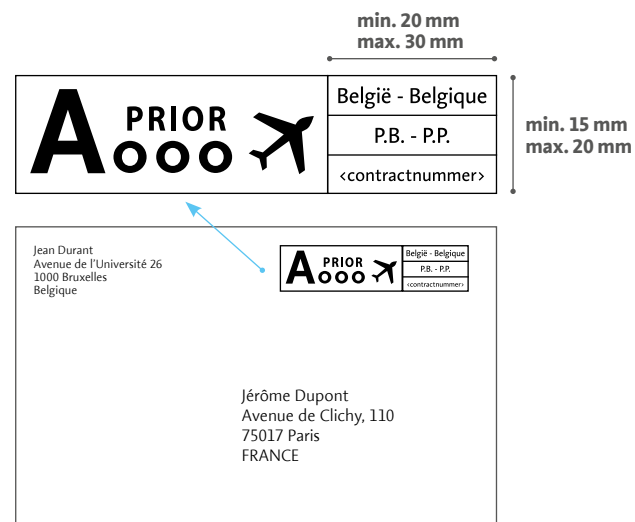 min. 20 mm
max. 30 mm
A PRIOR
België - Belgique
P.B. - P.P.
<contractnummer>
min. 15 mm
max. 20 mm
Jean Durant
Avenue de l'Université 26
1000 Bruxelles
Belgique
A PRIOR
België - Belgique
P.B. - P.P.
<contractnummer>
Jérôme Dupont
Avenue de Clichy, 110
75017 Paris
FRANCE